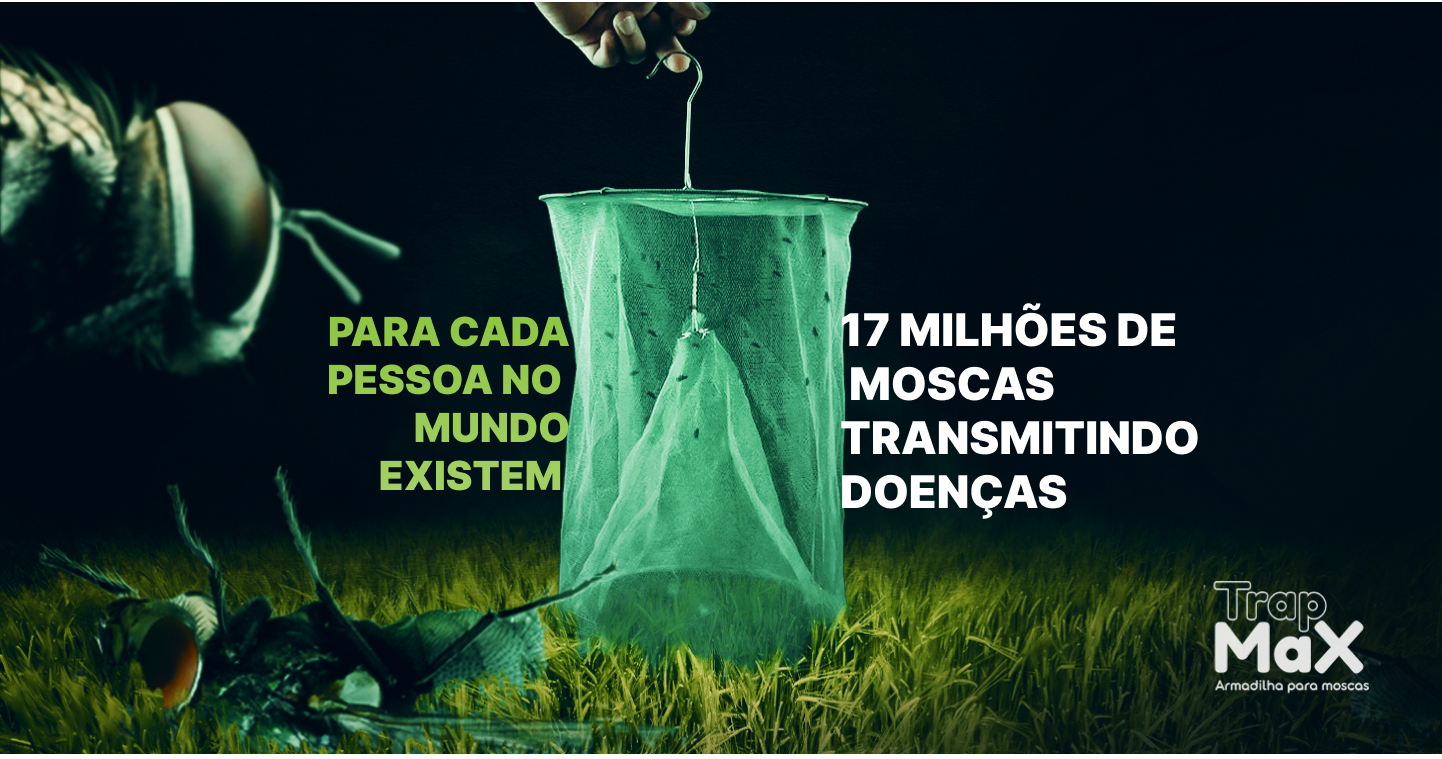 PARA CADA
PESSOA NO
MUNDO
EXISTEM
17 MILHÕES DE
MOSCAS
TRANSMITINDO
DOENÇAS
Trap
MaX
Armadilha para moscas